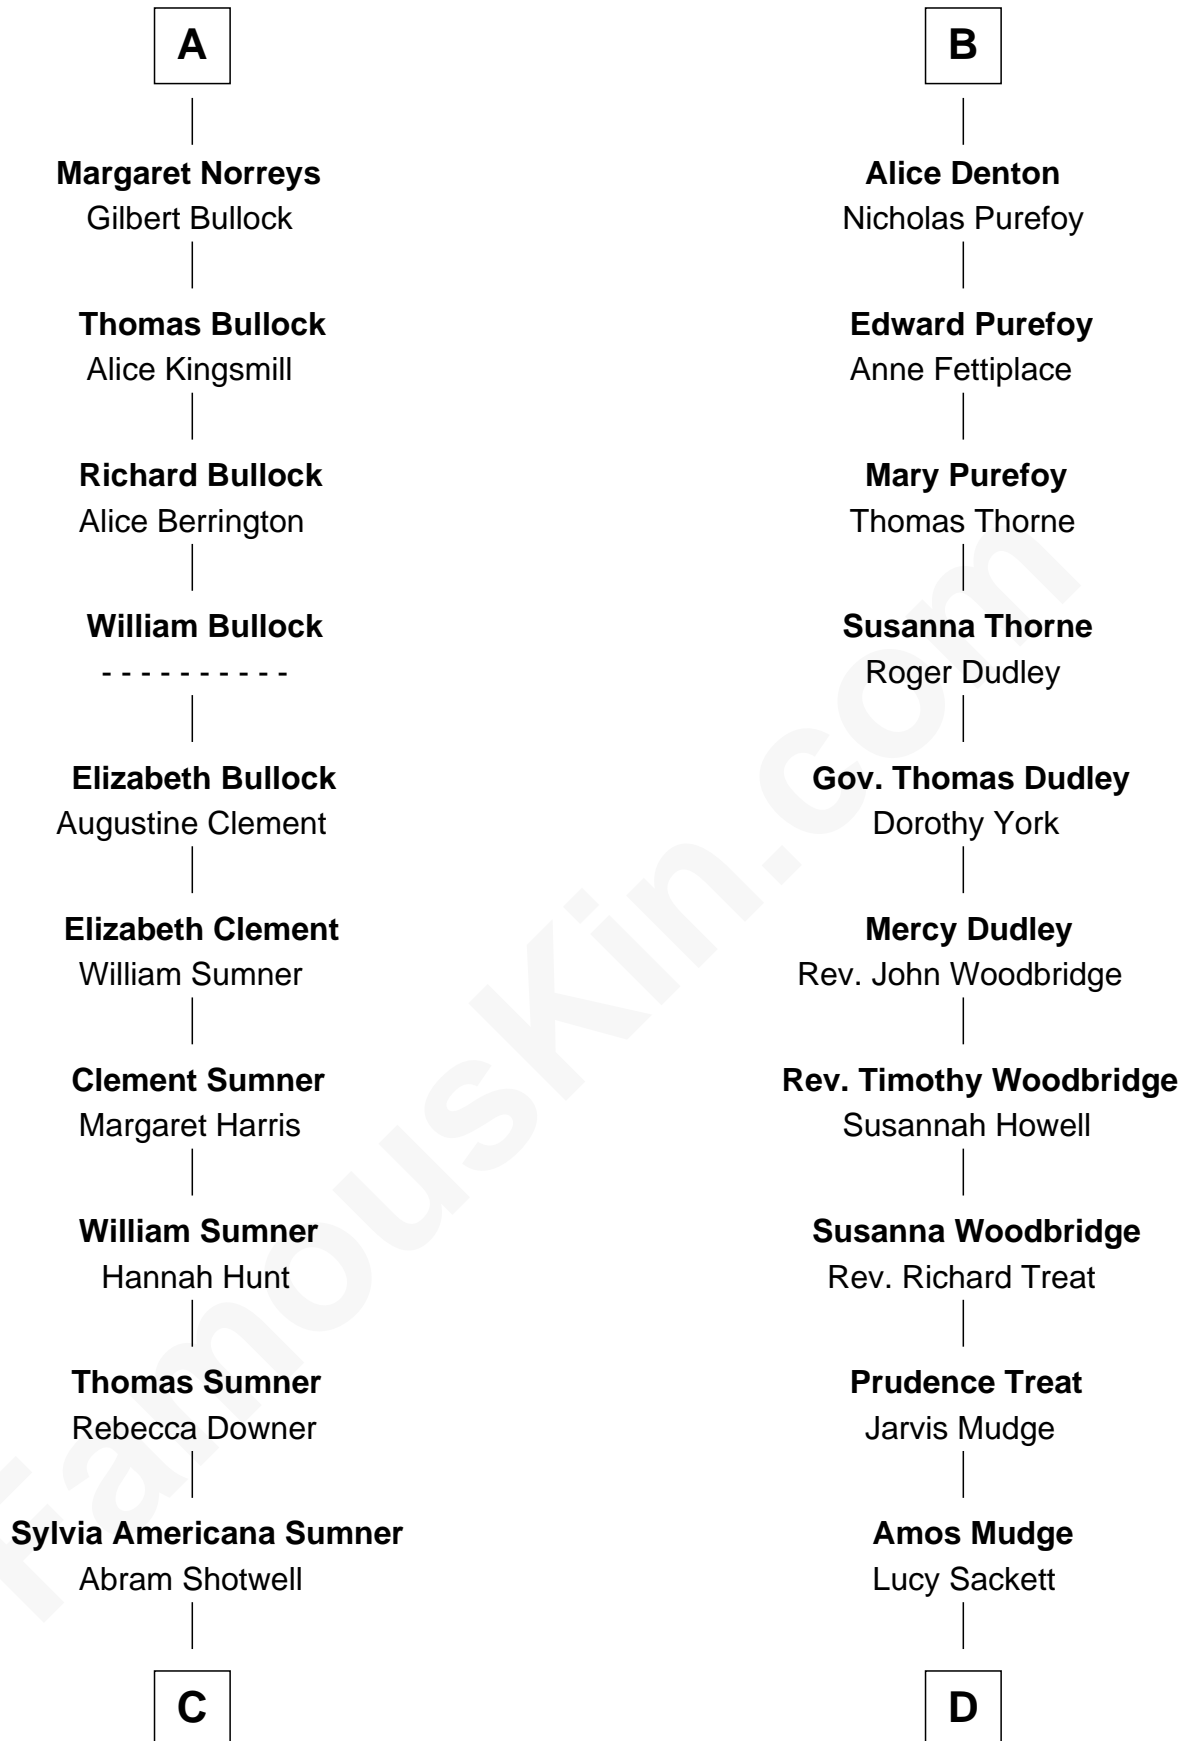 A
Margaret Norreys
Gilbert Bullock
Thomas Bullock
Alice Kingsmill
Richard Bullock
Alice Berrington
William Bullock
- - - - - - - - - -
Elizabeth Bullock
Augustine Clement
Elizabeth Clement
William Sumner
Clement Sumner
Margaret Harris
William Sumner
Hannah Hunt
Thomas Sumner
Rebecca Downer
Sylvia Americana Sumner
Abram Shotwell
C
B
Alice Denton
Nicholas Purefoy
Edward Purefoy
Anne Fettiplace
Mary Purefoy
Thomas Thorne
Susanna Thorne
Roger Dudley
Gov. Thomas Dudley
Dorothy York
Mercy Dudley
Rev. John Woodbridge
Rev. Timothy Woodbridge
Susannah Howell
Susanna Woodbridge
Rev. Richard Treat
Prudence Treat
Jarvis Mudge
Amos Mudge
Lucy Sackett
D
FamousKin.com